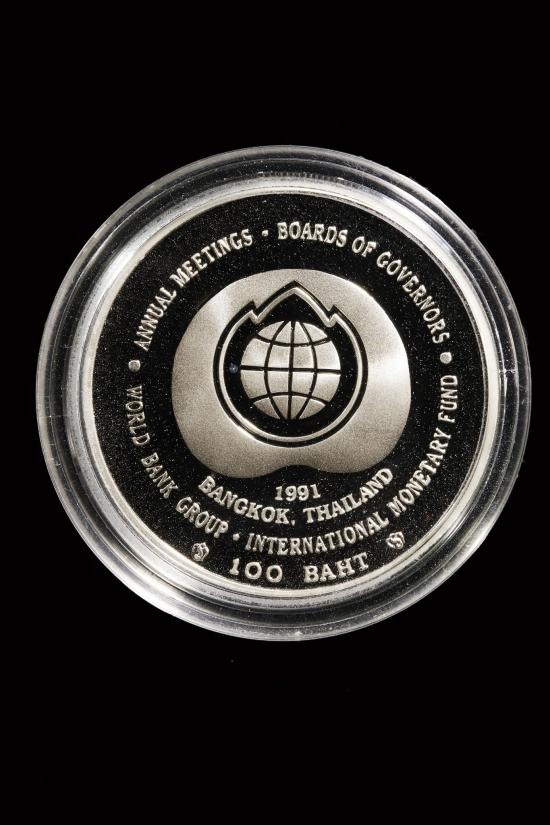 ANNUAL MEETINGS • BOARDS OF GOVERNORS
1991
BANGKOK, THAILAND
WORLD BANK GROUP • INTERNATIONAL MONETARY FUND
100 BAHT